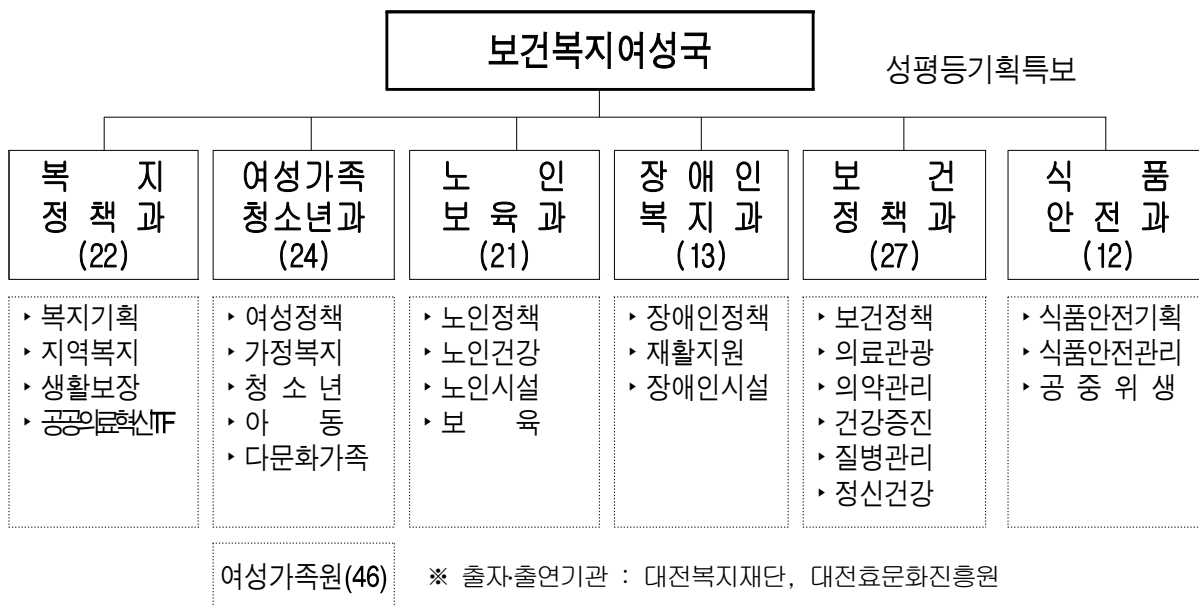 보건복지여성국
성평등기획특보
복 지
정 책 과
(22)
여성가족
청소년과
(24)
노 인
보 육 과
(21)
장 애 인
복 지 과
(13)
보 건
정 책 과
(27)
식 품
안 전 과
(12)
‣ 복지기획
‣ 지역복지
‣ 생활보장
‣ 공공의료혁신TF
‣ 여성정책
‣ 가정복지
‣ 청 소 년
‣ 아 동
‣ 다문화가족
‣ 노인정책
‣ 노인건강
‣ 노인시설
‣ 보 육
‣ 장애인정책
‣ 재활지원
‣ 장애인시설
‣ 보건정책
‣ 의료관광
‣ 의약관리
‣ 건강증진
‣ 질병관리
‣ 정신건강
‣ 식품안전기획
‣ 식품안전관리
‣ 공 중 위 생
여성가족원(46)
※ 출자·출연기관 : 대전복지재단, 대전효문화진흥원